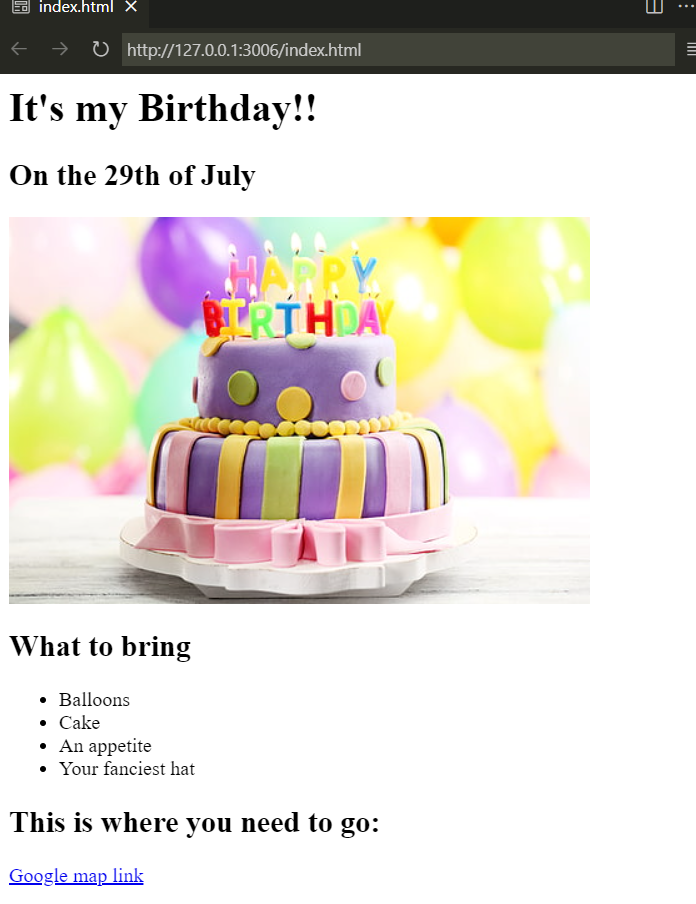 index.html
http://127.0.0.1:3006/index.html
It's my Birthday!!
On the 29th of July
HAPPY
BIRTHDAY
What to bring
Balloons
Cake
An appetite
Your fanciest hat
This is where you need to go:
Google map link